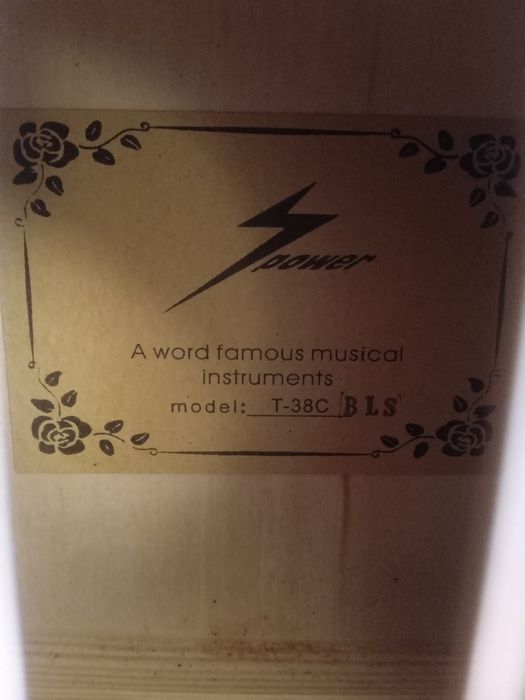 power
A word famous musical
instruments
model: T-38C BLS